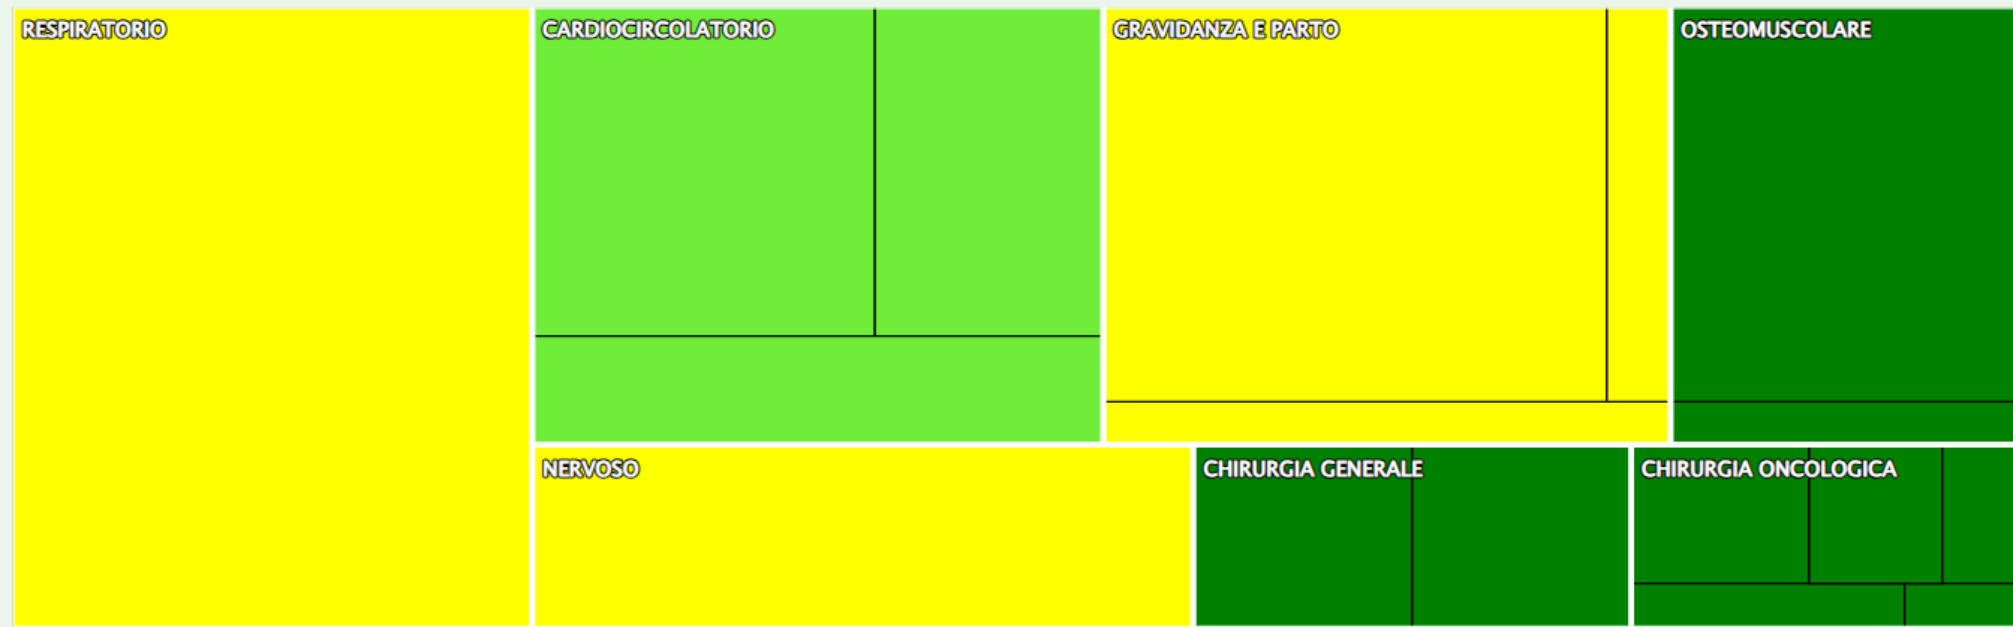 RESPIRATORIO
CARDIOCIRCOLATORIO
GRAVIDANZA E PARTO
OSTEOMUSCOLARE
NERVOSO
CHIRURGIA GENERALE
CHIRURGIA ONCOLOGICA